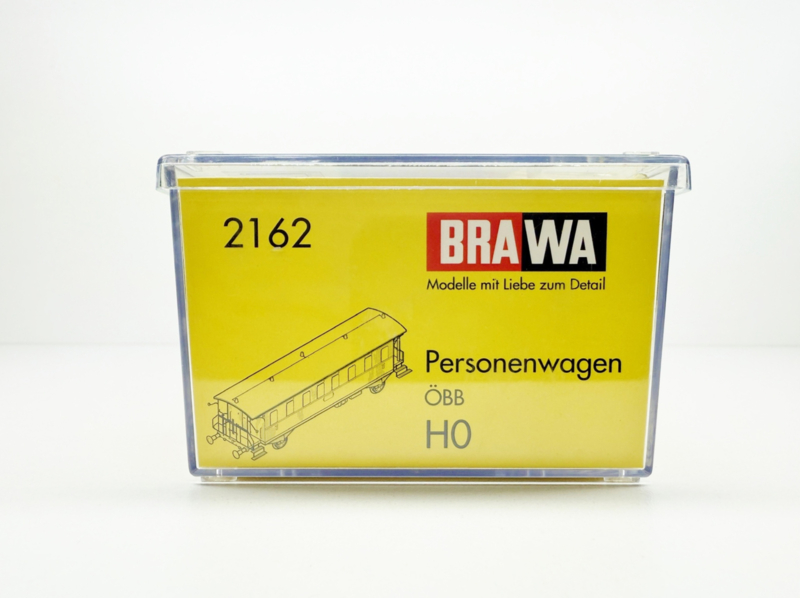 2162
BRAWA
Modelle mit Liebe zum Detail
Personenwagen
ÖBB
H0